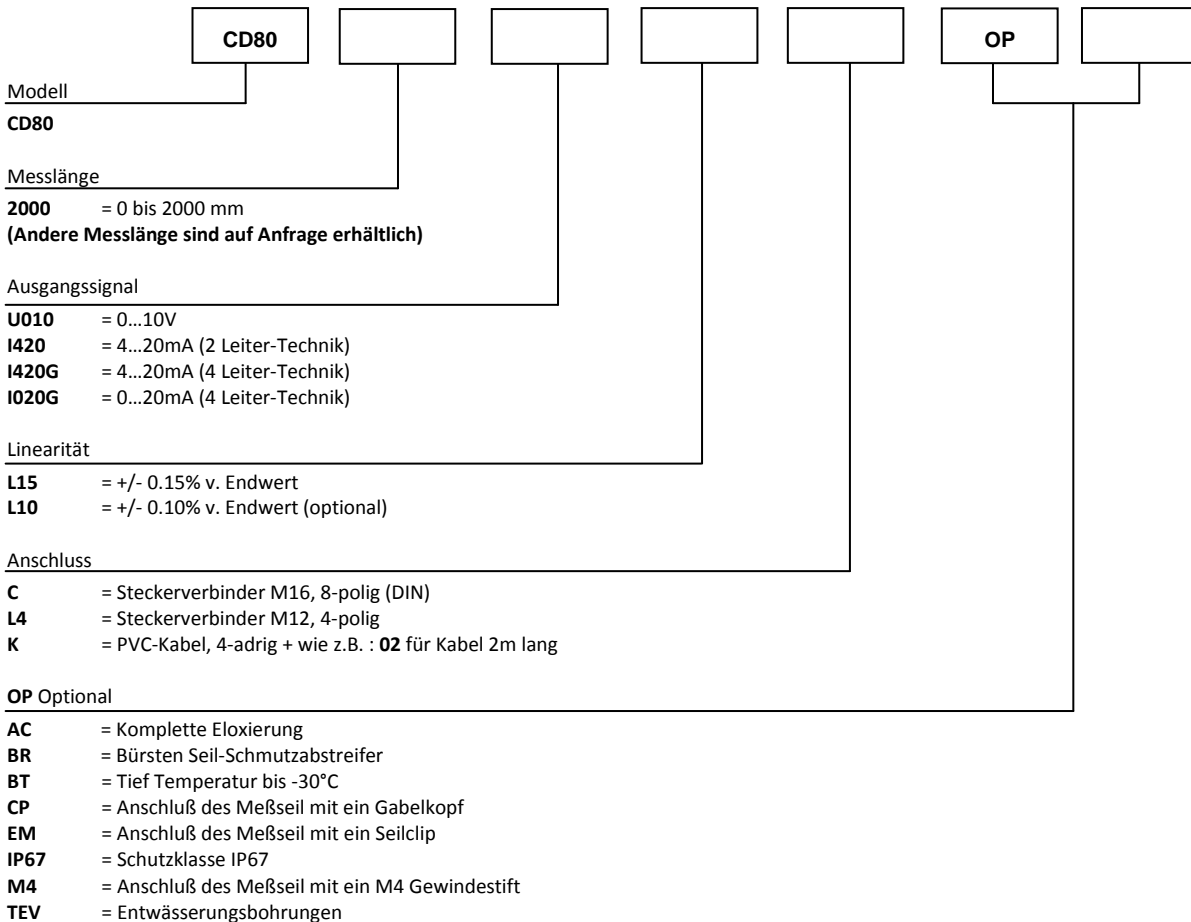 CD80 OP
Modell
CD80
Messlänge
2000 = 0 bis 2000 mm
(Andere Messlänge sind auf Anfrage erhältlich)
Ausgangssignal
U010 = 0…10V
I420 = 4…20mA (2 Leiter-Technik)
I420G = 4…20mA (4 Leiter-Technik)
I020G = 0…20mA (4 Leiter-Technik)
Linearität
L15 = +/- 0.15% v. Endwert
L10 = +/- 0.10% v. Endwert (optional)
Anschluss
C = Steckerverbinder M16, 8-polig (DIN)
L4 = Steckerverbinder M12, 4-polig
K = PVC-Kabel, 4-adrig + wie z.B. : 02 für Kabel 2m lang
OP Optional
AC = Komplette Eloxierung
BR = Bürsten Seil-Schmutzabstreifer
BT = Tief Temperatur bis -30°C
CP = Anschluß des Meßseil mit ein Gabelkopf
EM = Anschluß des Meßseil mit ein Seilclip
IP67 = Schutzklasse IP67
M4 = Anschluß des Meßseil mit ein M4 Gewindestift
TEV = Entwässerungsbohrungen